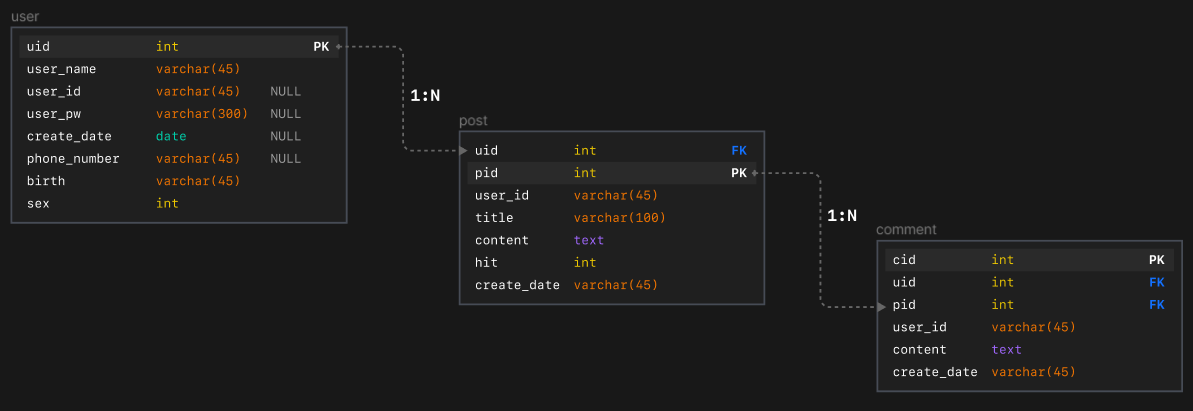 user
uid int PK
user_name varchar(45)
user_id varchar(45) NULL
user_pw varchar(300) NULL
create_date date NULL
phone_number varchar(45) NULL
birth varchar(45)
sex int
1:N
post
uid int FK
pid int PK
user_id varchar(45)
title varchar(100)
content text
hit int
create_date varchar(45)
1:N
comment
cid int PK
uid int FK
pid int FK
user_id varchar(45)
content text
create_date varchar(45)